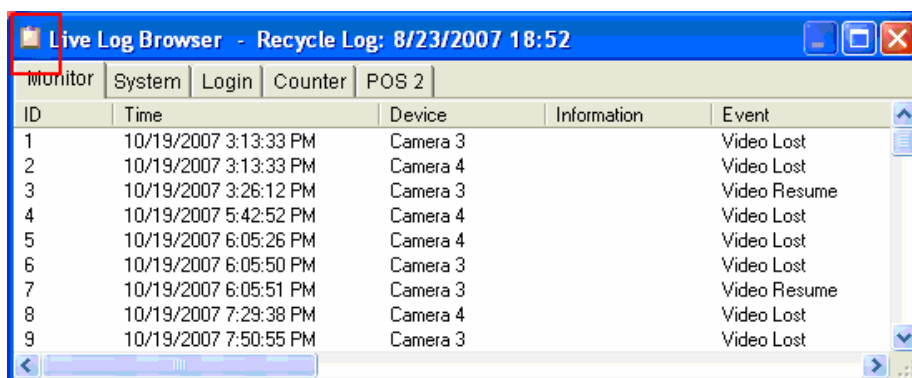 Live Log Browser - Recycle Log: 8/23/2007 18:52
Monitor System Login Counter POS 2
ID Time Device Information Event
1 10/19/2007 3:13:33 PM Camera 3 Video Lost
2 10/19/2007 3:13:33 PM Camera 4 Video Lost
3 10/19/2007 3:26:12 PM Camera 3 Video Resume
4 10/19/2007 5:42:52 PM Camera 4 Video Lost
5 10/19/2007 6:05:26 PM Camera 4 Video Lost
6 10/19/2007 6:05:50 PM Camera 3 Video Lost
7 10/19/2007 6:05:51 PM Camera 3 Video Resume
8 10/19/2007 7:29:38 PM Camera 4 Video Lost
9 10/19/2007 7:50:55 PM Camera 3 Video Lost